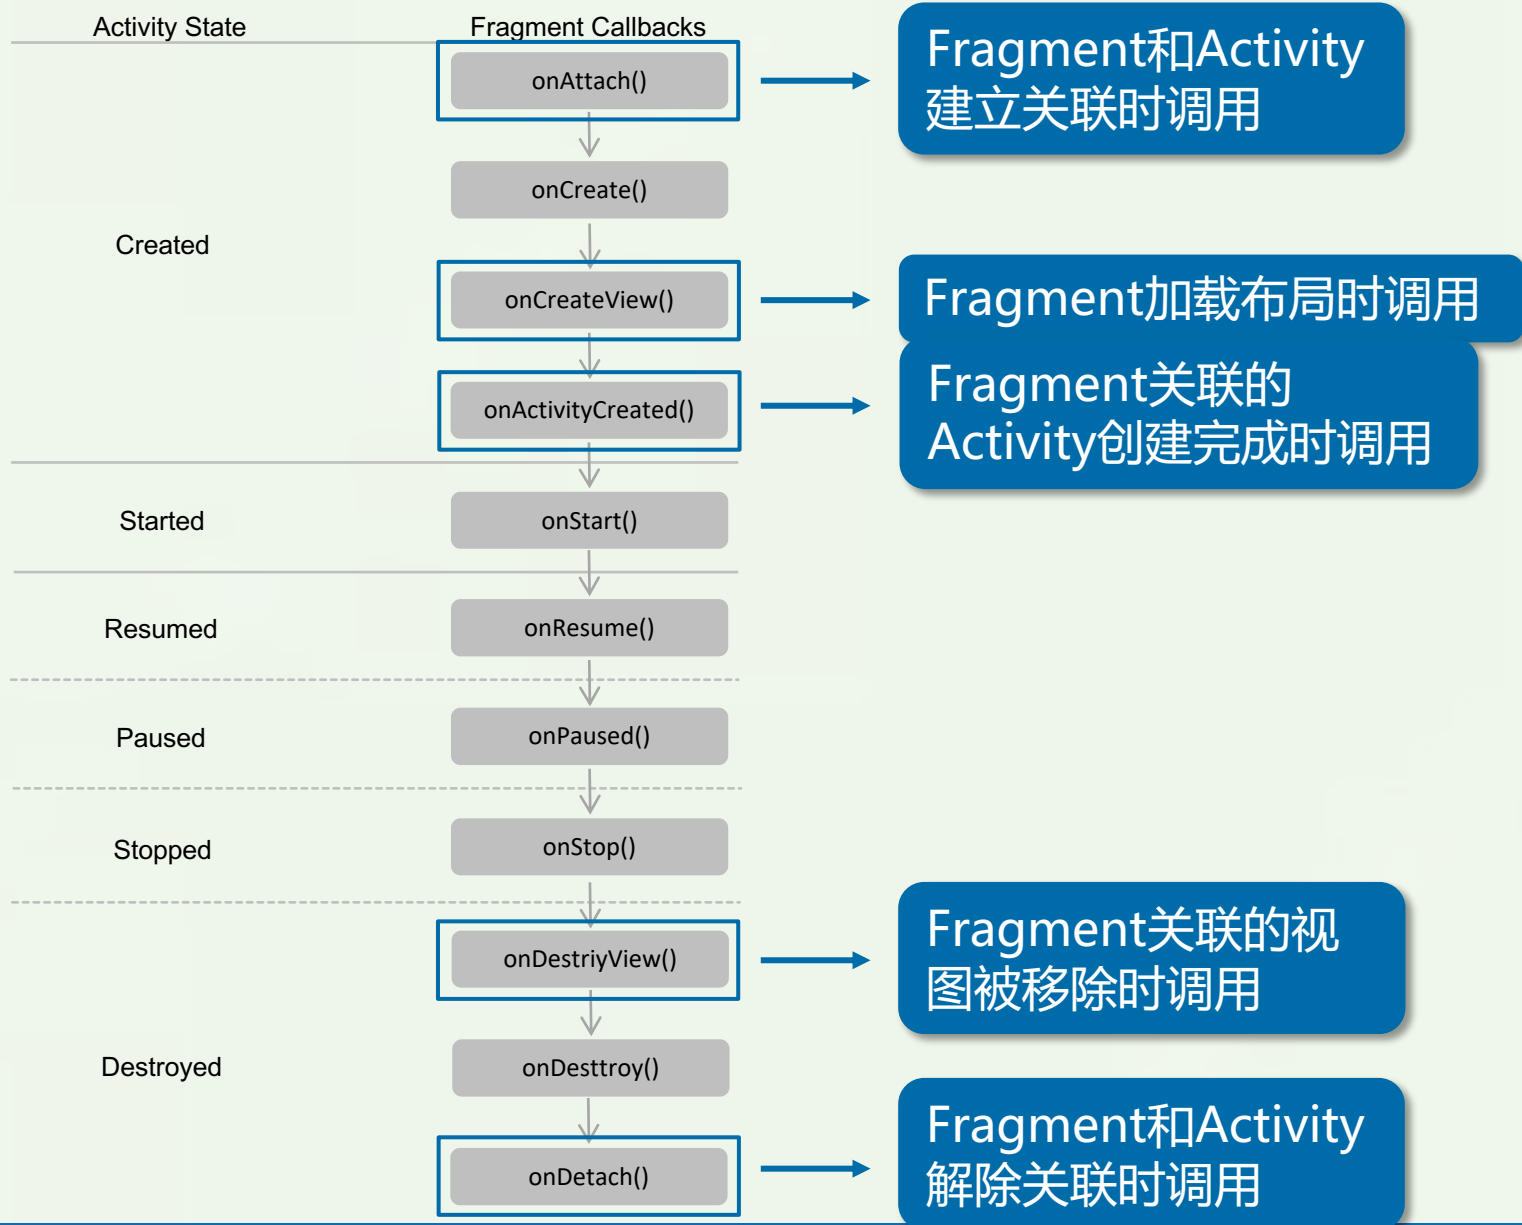 Activity State
Fragment Callbacks
onAttach()
Fragment和Activity
建立关联时调用
onCreate()
Created
onCreateView()
Fragment加载布局时调用
onActivityCreated()
Fragment关联的
Activity创建完成时调用
Started
onStart()
Resumed
onResume()
Paused
onPaused()
Stopped
onStop()
onDestriyView()
Fragment关联的视
图被移除时调用
Destroyed
onDesttroy()
onDetach()
Fragment和Activity
解除关联时调用